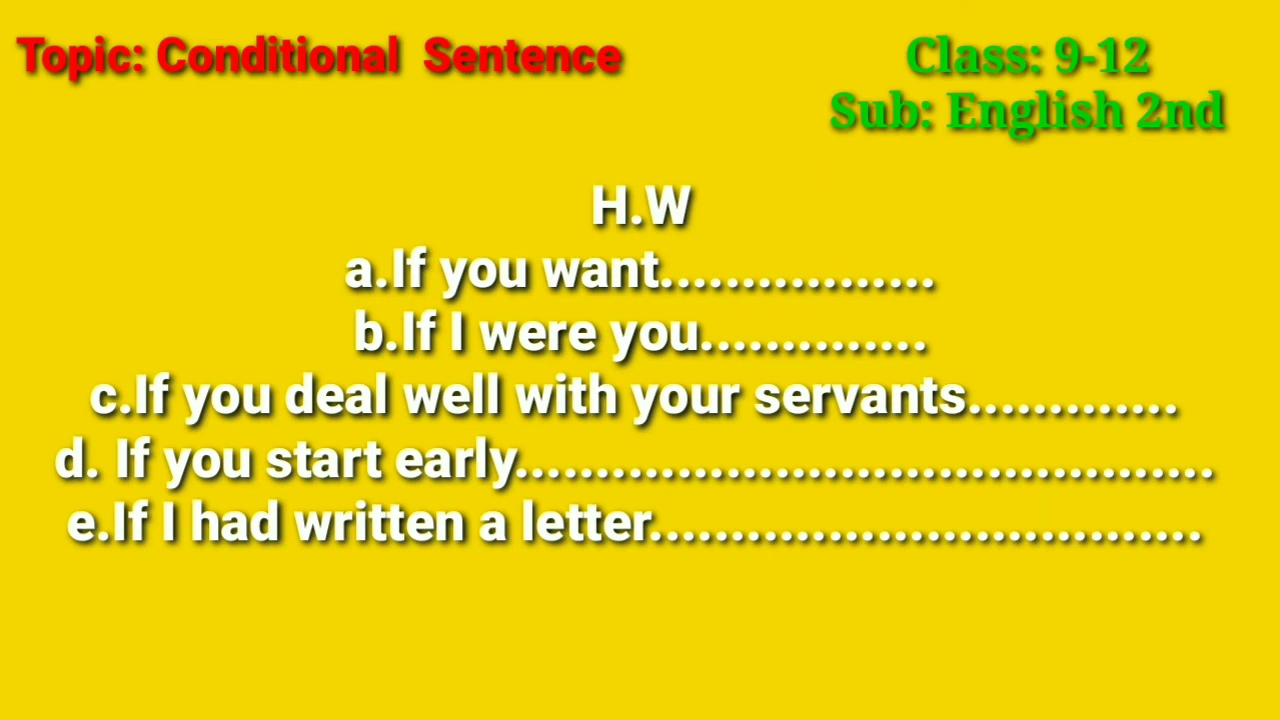 Topic: Conditional Sentence
Class: 9-12
Sub: English 2nd
H.W
a.If you want.................
b.If I were you..............
c.If you deal well with your servants.............
d. If you start early...........................................
e.If I had written a letter..................................